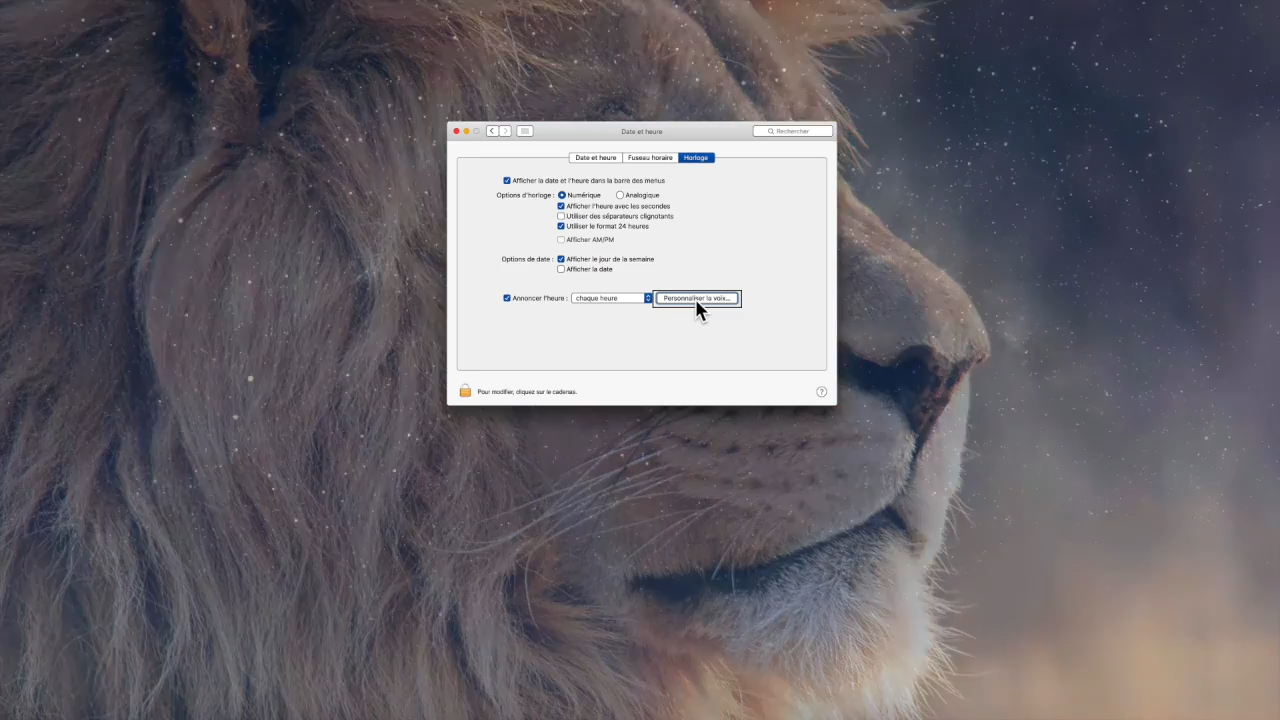 Date et heure
Rechercher
Date et heure Fuseau horaire Horloge
Afficher la date et l'heure dans la barre des menus
Options d'horloge : Numérique Analogique
Afficher l'heure avec les secondes
Utiliser des séparateurs clignotants
Utiliser le format 24 heures
Afficher AM/PM
Options de date : Afficher le jour de la semaine
Afficher la date
Annoncer l'heure : chaque heure Personnaliser la voix...
Pour modifier, cliquez sur le cadenas.
?